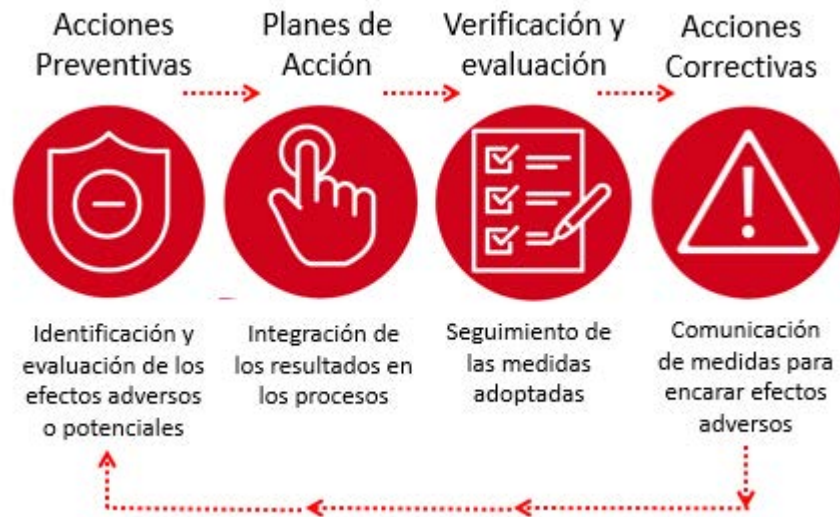 Acciones
Preventivas
Planes de
Acción
Verificación y
evaluación
Acciones
Correctivas
Identificación y
evaluación de los
efectos adversos
o potenciales
Integración de
los resultados en
los procesos
Seguimiento de
las medidas
adoptadas
Comunicación
de medidas para
encarar efectos
adversos